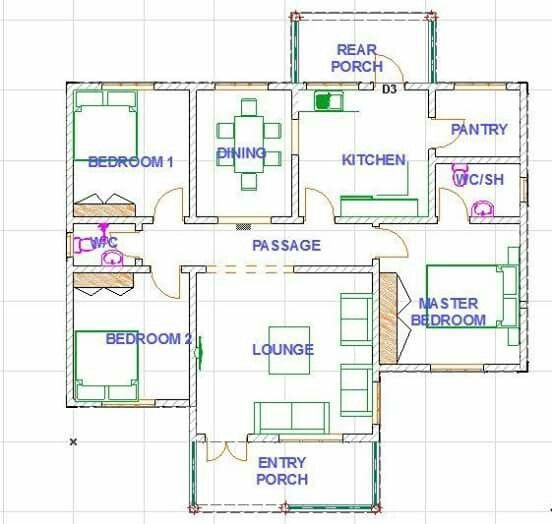 REAR
PORCH
D3
BEDROOM 1
DINING
KITCHEN
PANTRY
WC/SH
W/C
PASSAGE
MASTER
BEDROOM
BEDROOM 2
LOUNGE
ENTRY
PORCH